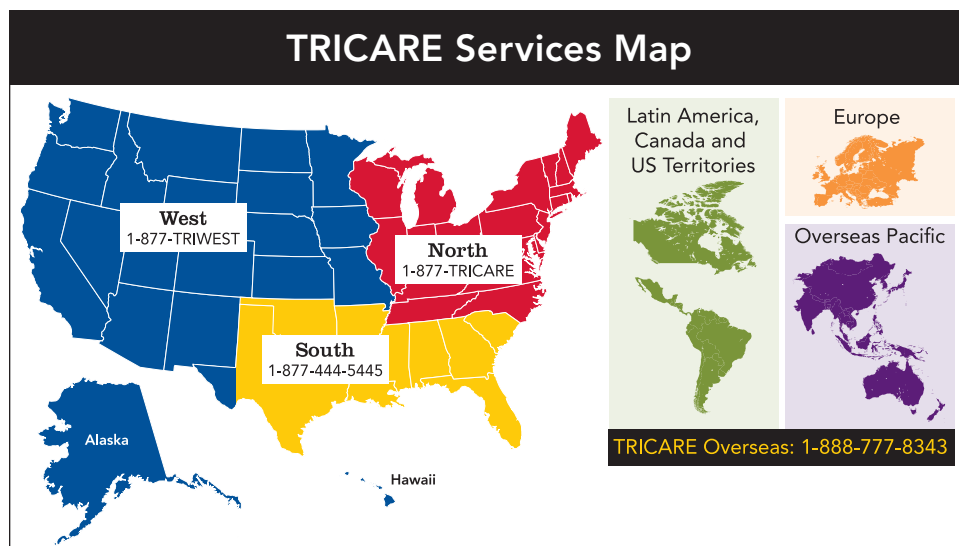 TRICARE Services Map
West
1-877-TRIWEST
North
1-877-TRICARE
South
1-877-444-5445
Alaska
Hawaii
Latin America,
Canada and
US Territories
Europe
Overseas Pacific
TRICARE Overseas: 1-888-777-8343